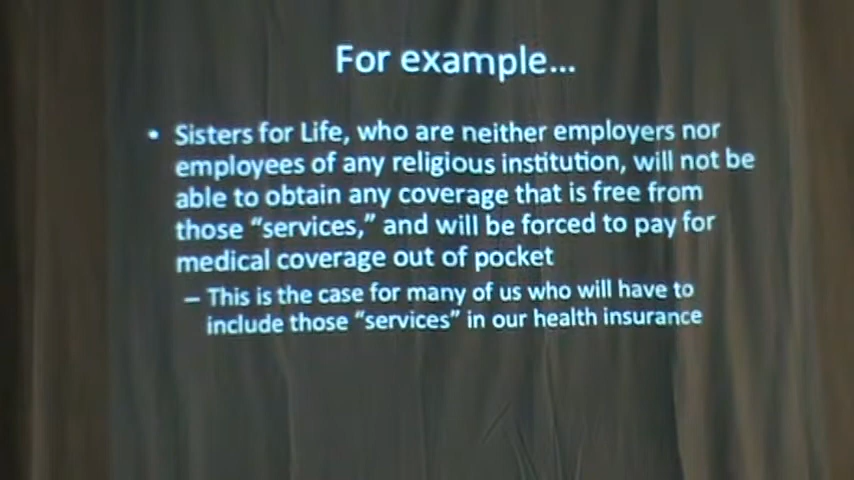 For example...
• Sisters for Life, who are neither employers nor
employees of any religious institution, will not be
able to obtain any coverage that is free from
those “services,” and will be forced to pay for
medical coverage out of pocket
– This is the case for many of us who will have to
include those “services” in our health insurance